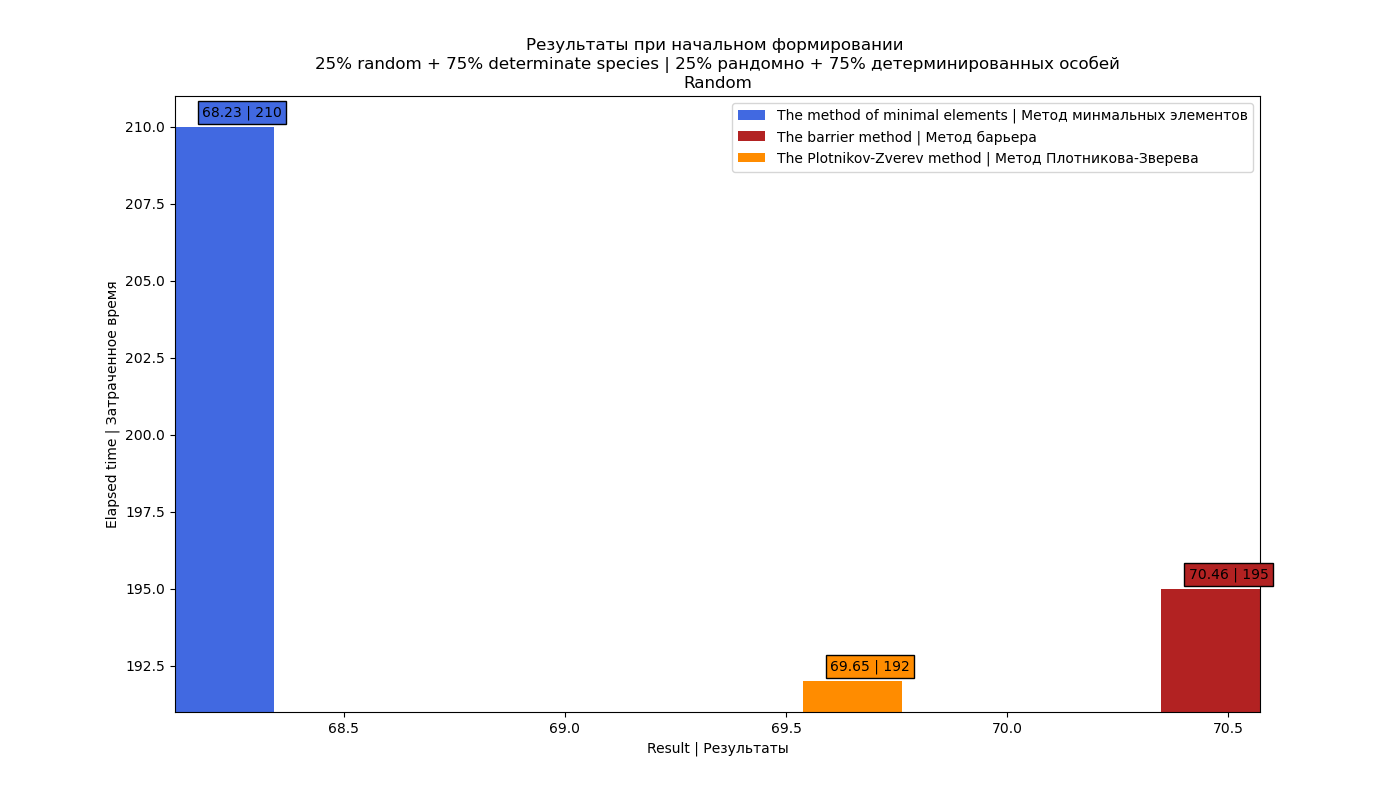 Результаты при начальном формировании
25% random + 75% determinate species | 25% рандомно + 75% детерминированных особей
Random
68.23 | 210
The method of minimal elements | Метод минмальных элементов
The barrier method | Метод барьера
The Plotnikov-Zverev method | Метод Плотникова-Зверева
210.0
207.5
205.0
202.5
200.0
197.5
195.0
192.5
Elapsed time | Затраченное время
70.46 | 195
69.65 | 192
68.5
69.0
69.5
70.0
70.5
Result | Результаты